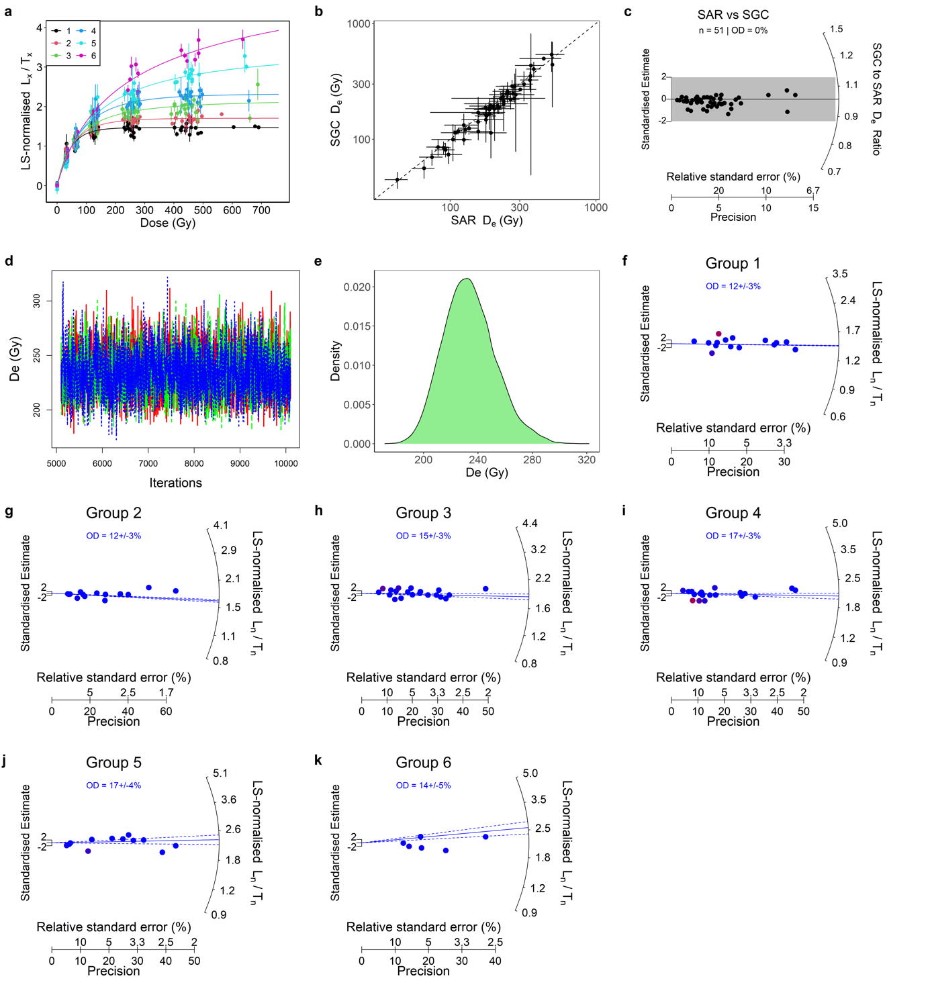 a
LS-normalised Lx / Tx
4
3
2
1
0
1 4
2 5
3 6
0 100 200 300 400 500 600 700
Dose (Gy)
b
SGC De (Gy)
1000
300
100
100 300 1000
SAR De (Gy)
c
SAR vs SGC
n = 51 | OD = 0%
Standardised Estimate
2
0
-2
1.5
1.2
1.1
0.9
0.8
0.7
SGC to SAR De Ratio
Relative standard error (%)
20 10 6.7
0 5 10 15
Precision
d
De (Gy)
300
250
200
5000 6000 7000 8000 9000 10000
Iterations
e
Density
0.020
0.015
0.010
0.005
0.000
200 240 280 320
De (Gy)
f
Group 1
OD = 12+/-3%
Standardised Estimate
2
-2
3.5
2.4
1.7
1.2
0.9
0.6
LS-normalised Ln / Tn
Relative standard error (%)
10 5 3.3
0 10 20 30
Precision
g
Group 2
OD = 12+/-3%
Standardised Estimate
2
-2
4.1
2.9
2.1
1.5
1.1
0.8
LS-normalised Ln / Tn
Relative standard error (%)
5 2.5 1.7
0 20 40 60
Precision
h
Group 3
OD = 15+/-3%
Standardised Estimate
2
-2
4.4
3.2
2.2
1.6
1.2
0.8
LS-normalised Ln / Tn
Relative standard error (%)
10 5 3.3 2.5 2
0 10 20 30 40 50
Precision
i
Group 4
OD = 17+/-3%
Standardised Estimate
2
-2
5.0
3.5
2.5
1.8
1.2
0.9
LS-normalised Ln / Tn
Relative standard error (%)
10 5 3.3 2.5 2
0 10 20 30 40 50
Precision
j
Group 5
OD = 17+/-4%
Standardised Estimate
2
-2
5.1
3.6
2.6
1.8
1.2
0.9
LS-normalised Ln / Tn
Relative standard error (%)
10 5 3.3 2.5 2
0 10 20 30 40 50
Precision
k
Group 6
OD = 14+/-5%
Standardised Estimate
2
-2
5.0
3.5
2.5
1.8
1.2
0.9
LS-normalised Ln / Tn
Relative standard error (%)
10 5 3.3 2.5
0 10 20 30 40
Precision